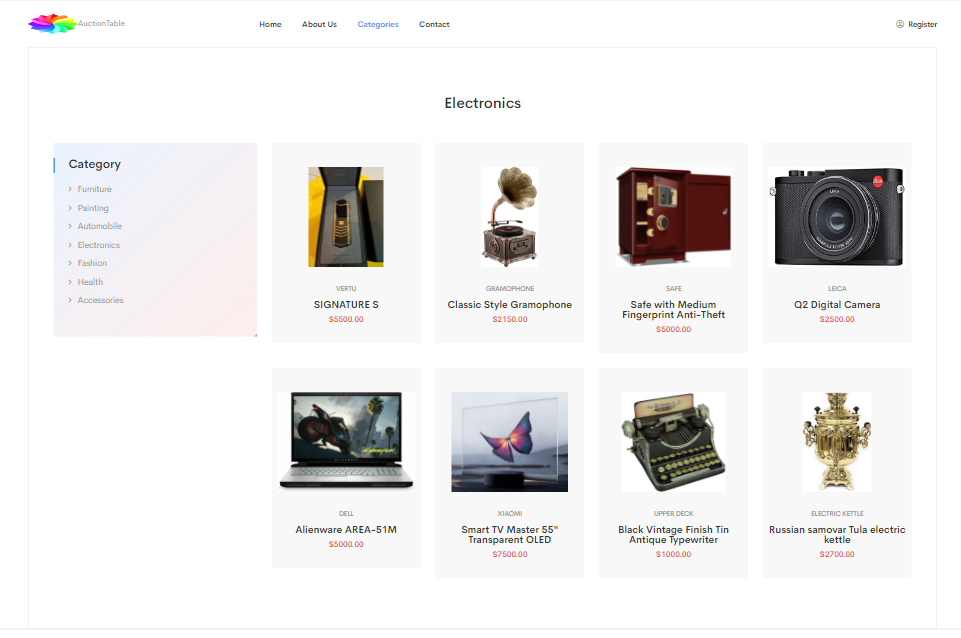 AuctionTable
Home About Us Categories Contact
Register
Electronics
Category
Furniture
Painting
Automobile
Electronics
Fashion
Health
Accessories
VERTU
SIGNATURE S
$5500.00
GRAMOPHONE
Classic Style Gramophone
$2150.00
SAFE
Safe with Medium
Fingerprint Anti-Theft
$5000.00
LEICA
Q2 Digital Camera
$2500.00
DELL
Alienware AREA-51M
$5000.00
XIAOMI
Smart TV Master 55"
Transparent OLED
$7500.00
UPPER DECK
Black Vintage Finish Tin
Antique Typewriter
$1000.00
ELECTRIC KETTLE
Russian samovar Tula electric
kettle
$2700.00